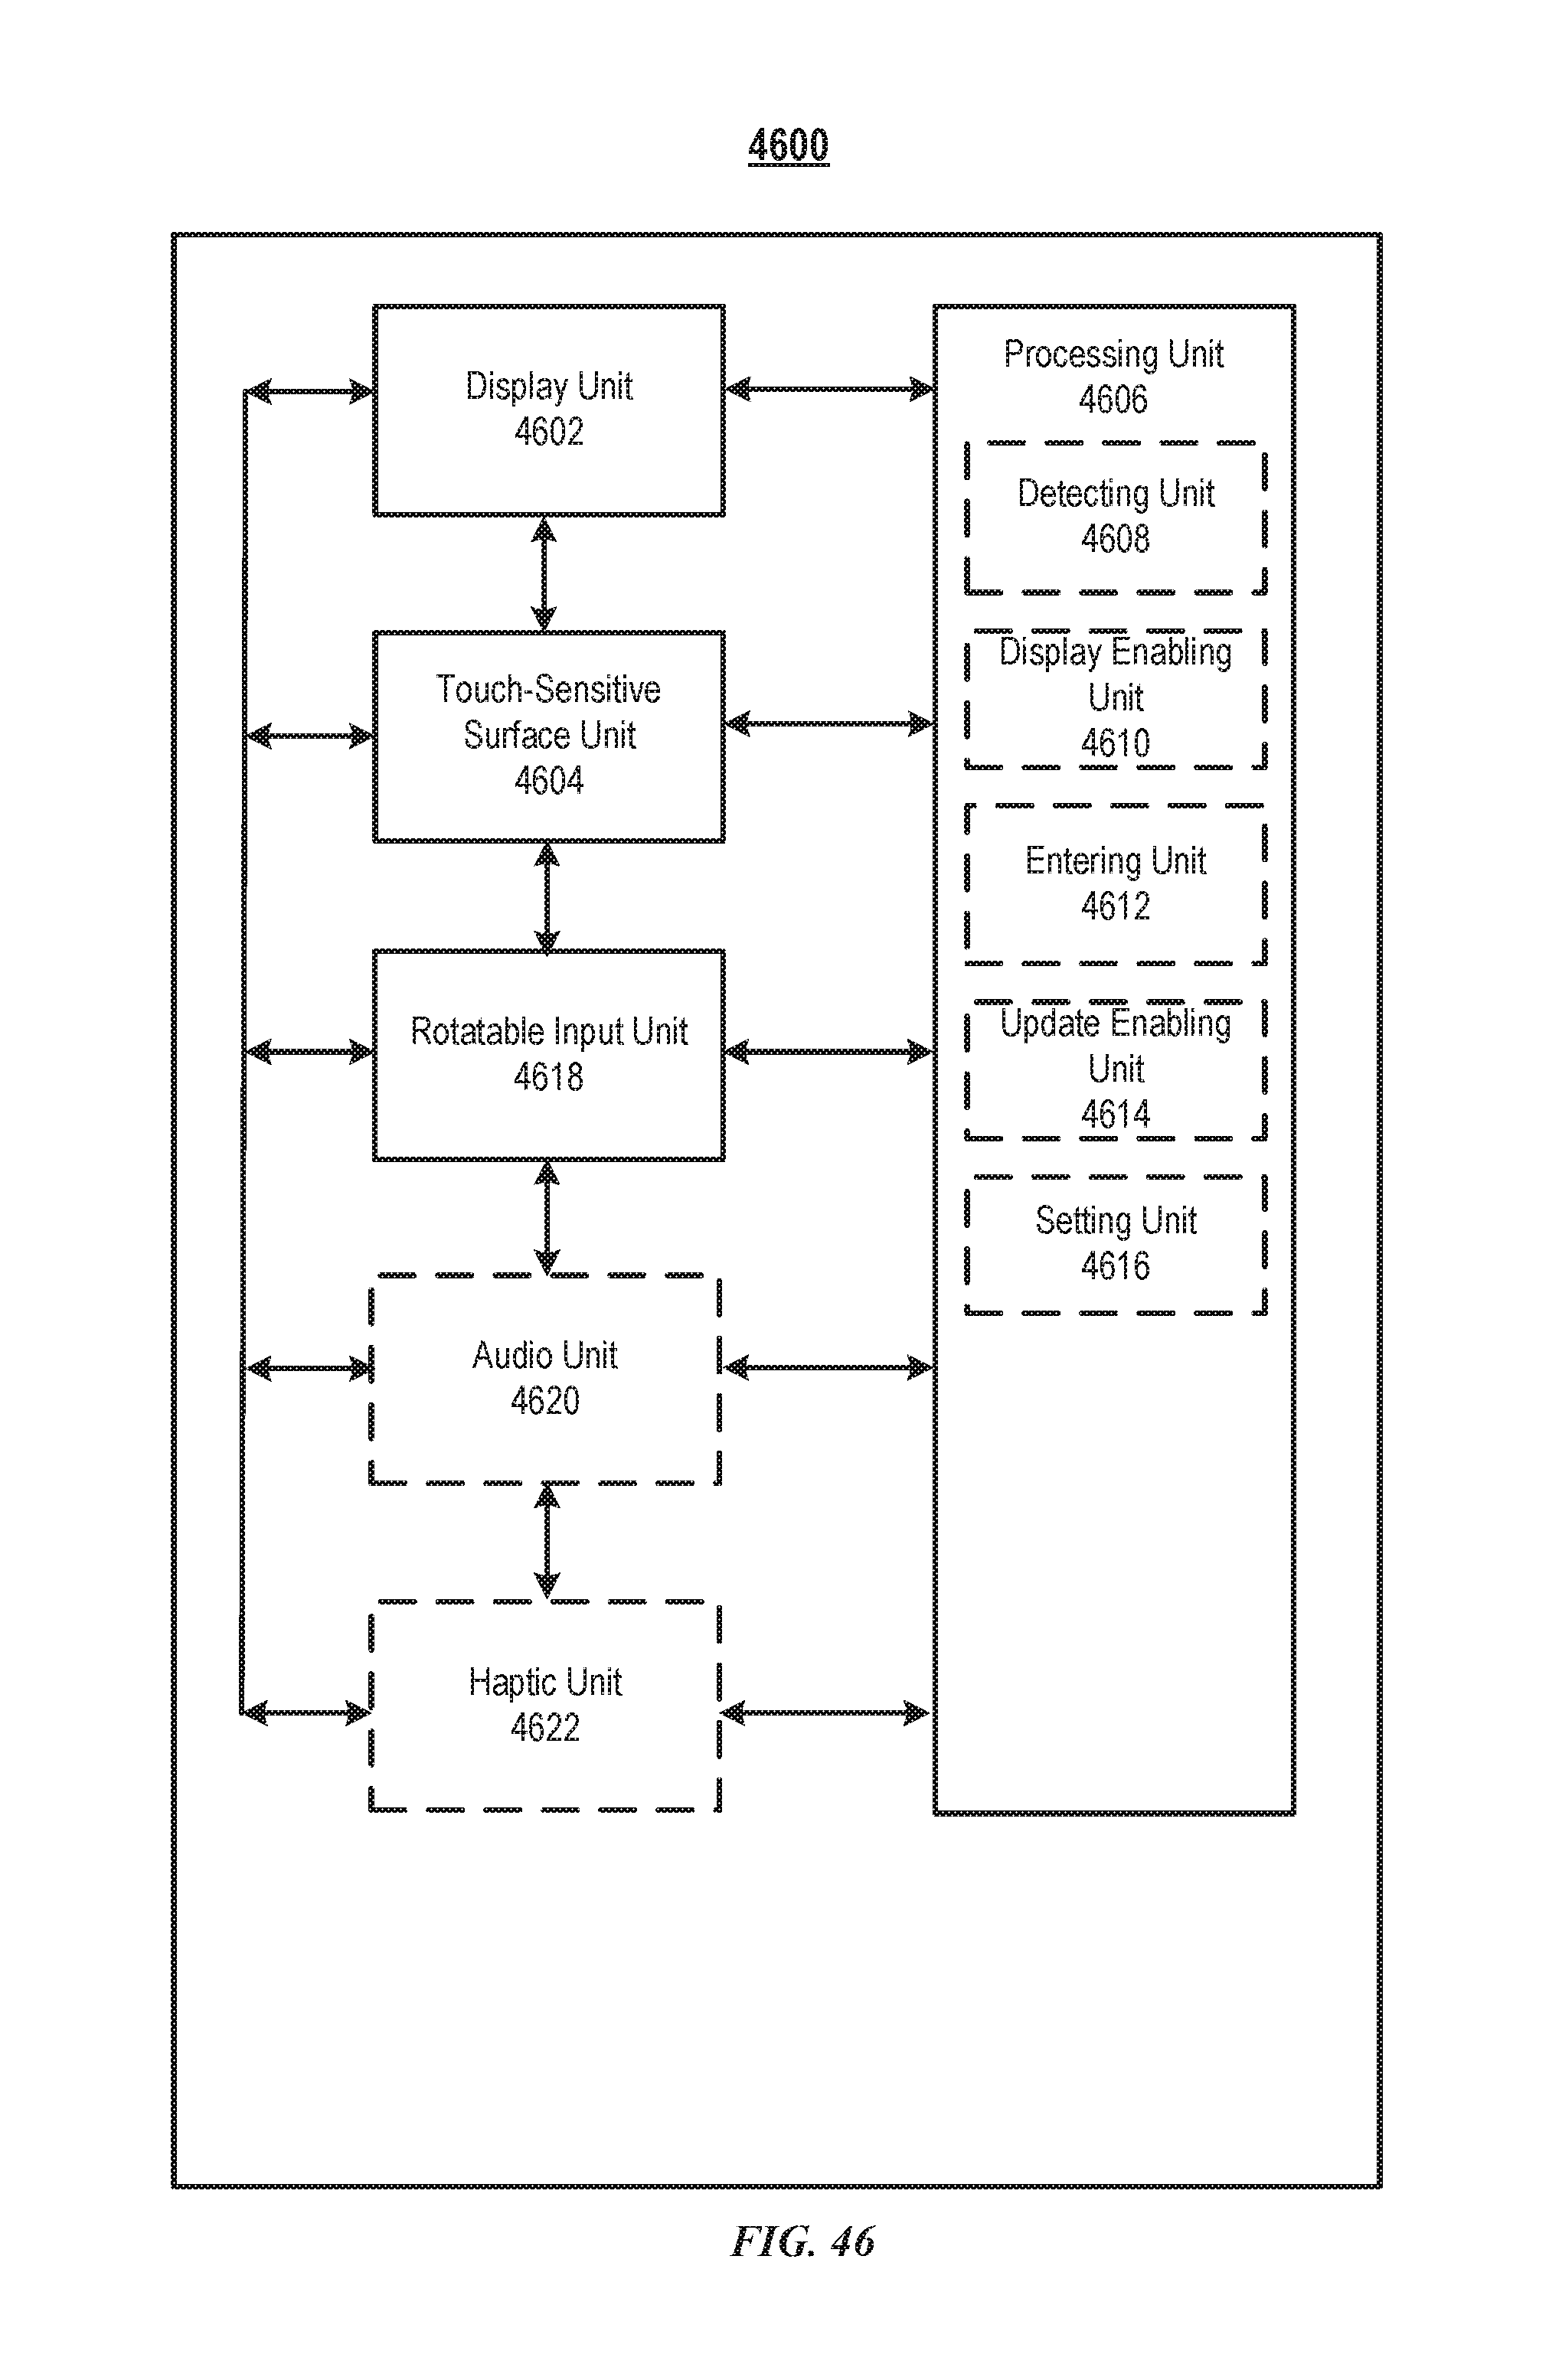 4600
Display Unit
4602
Touch-Sensitive
Surface Unit
4604
Rotatable Input Unit
4618
Audio Unit
4620
Haptic Unit
4622
Processing Unit
4606
Detecting Unit
4608
Display Enabling
Unit
4610
Entering Unit
4612
Update Enabling
Unit
4614
Setting Unit
4616
FIG. 46